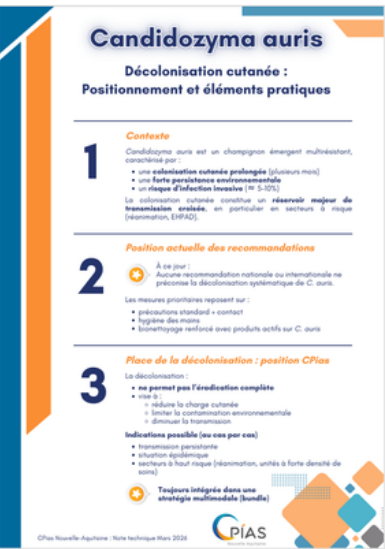 Candidozyma auris
Décolonisation cutanée :
Positionnement et éléments pratiques
1
Contexte
Candidozyma auris est un champignon émergent multirésistant,
caractérisé par :
• une colonisation cutanée prolongée (plusieurs mois)
• une forte persistance environnementale
• un risque d'infection invasive (≈ 5-10%)
La colonisation cutanée constitue un réservoir majeur de
transmission croisée, en particulier en secteurs à risque
(réanimation, EHPAD).
2
Position actuelle des recommandations
À ce jour :
Aucune recommandation nationale ou internationale ne
préconise la décolonisation systématique de C. auris.
Les mesures prioritaires reposent sur :
• précautions standard + contact
• hygiène des mains
• bionettoyage renforcé avec produits actifs sur C. auris
3
Place de la décolonisation : position CPias
La décolonisation :
• ne permet pas l'éradication complète
• vise à :
○ réduire la charge cutanée
○ limiter la contamination environnementale
○ diminuer la transmission
Indications possible (au cas par cas)
• transmission persistante
• situation épidémique
• secteurs à haut risque (réanimation, unités à forte densité de
soins)
Toujours intégrée dans une
stratégie multimodale (bundle)
CPias Nouvelle-Aquitaine : Note technique Mars 2026
CPIAS
Nouvelle-Aquitaine